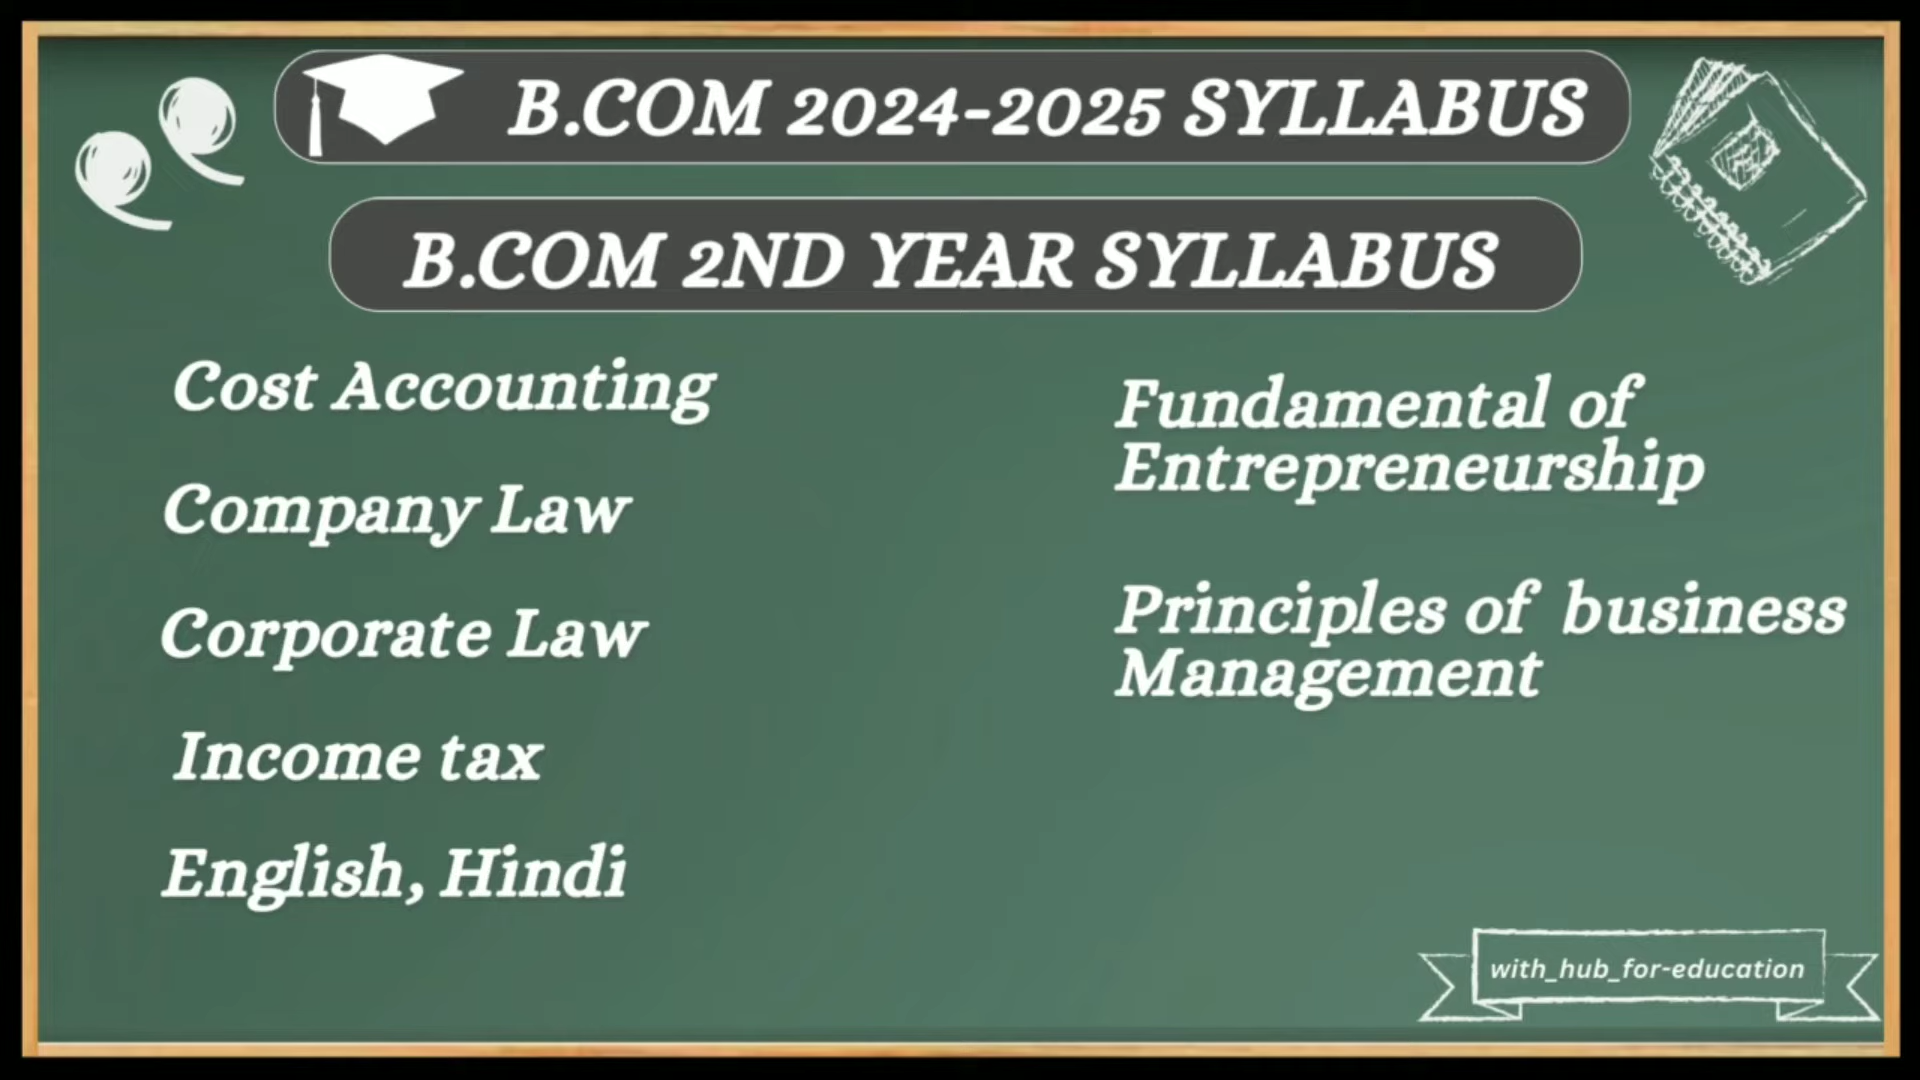 B.COM 2024-2025 SYLLABUS
B.COM 2ND YEAR SYLLABUS
Cost Accounting
Company Law
Corporate Law
Income tax
English, Hindi
Fundamental of
Entrepreneurship
Principles of business
Management
with_hub_for-education